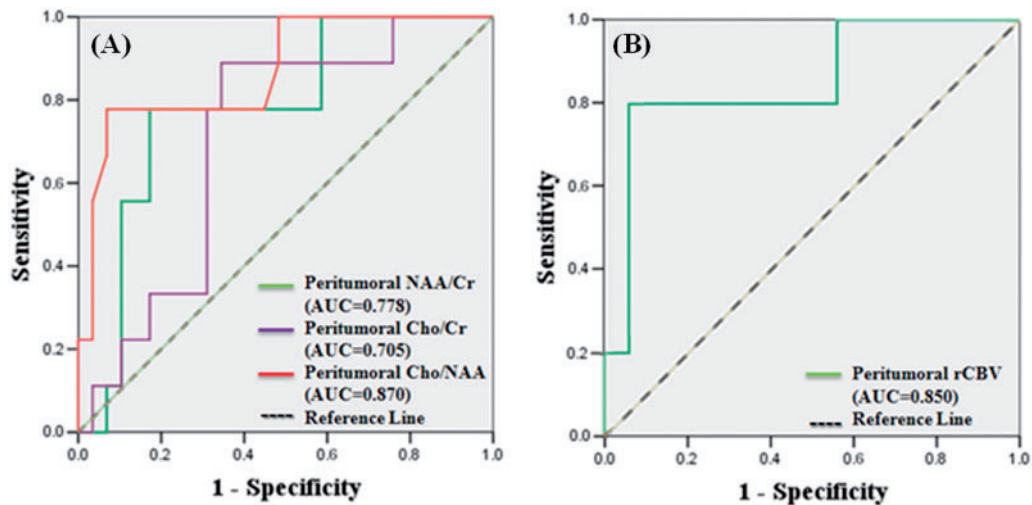 (A)
1.0
0.8
0.6
0.4
0.2
0.0
Sensitivity
0.0
0.2
0.4
0.6
0.8
1.0
1 - Specificity
Peritumoral NAA/Cr
(AUC=0.778)
Peritumoral Cho/Cr
(AUC=0.705)
Peritumoral Cho/NAA
(AUC=0.870)
Reference Line
(B)
1.0
0.8
0.6
0.4
0.2
0.0
Sensitivity
0.0
0.2
0.4
0.6
0.8
1.0
1 - Specificity
Peritumoral rCBV
(AUC=0.850)
Reference Line